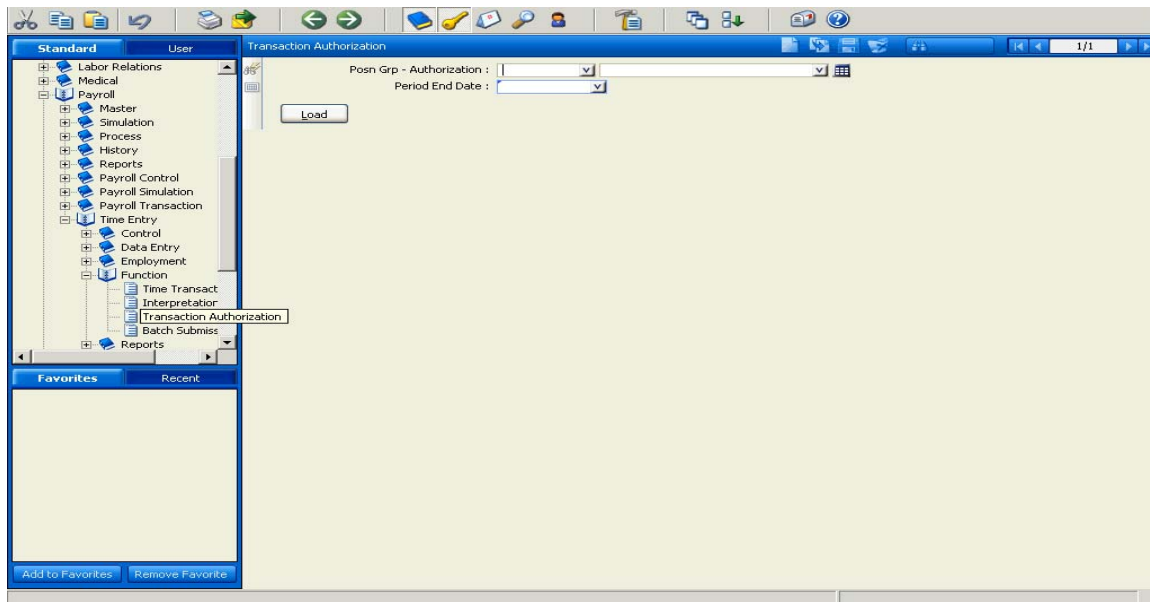 Standard User
Transaction Authorization 1/1
Labor Relations
Medical
Payroll
Master
Simulation
Process
History
Reports
Payroll Control
Payroll Simulation
Payroll Transaction
Time Entry
Control
Data Entry
Employment
Function
Time Transact
Interpretation
Transaction Authorization
Batch Submiss
Reports
Posn Grp - Authorization :
Period End Date :
Load
Favorites Recent
Add to Favorites Remove Favorite